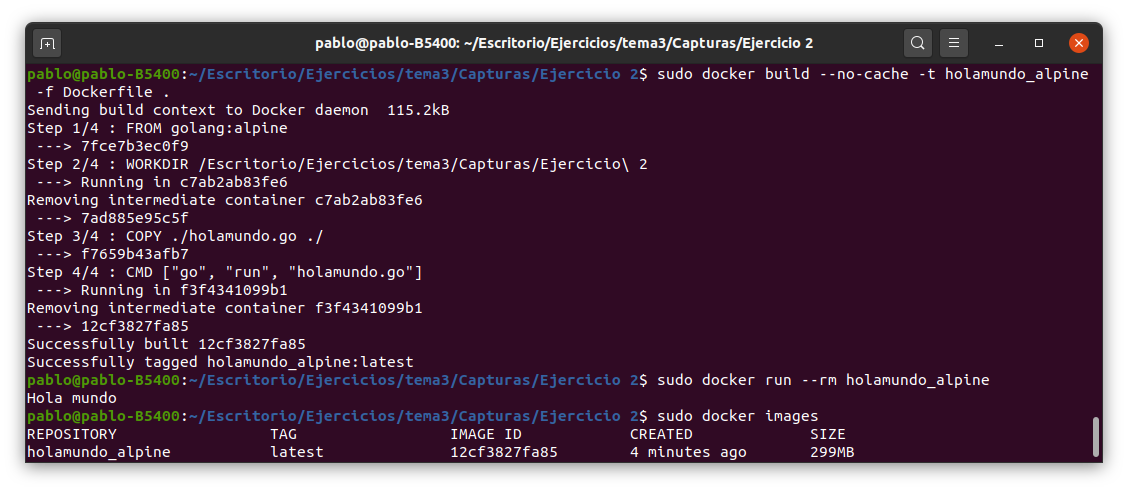 pablo@pablo-B5400: ~/Escritorio/Ejercicios/tema3/Capturas/Ejercicio 2
pablo@pablo-B5400:~/Escritorio/Ejercicios/tema3/Capturas/Ejercicio 2$ sudo docker build --no-cache -t holamundo_alpine
 -f Dockerfile .
Sending build context to Docker daemon  115.2kB
Step 1/4 : FROM golang:alpine
 ---> 7fce7b3ec0f9
Step 2/4 : WORKDIR /Escritorio/Ejercicios/tema3/Capturas/Ejercicio\ 2
 ---> Running in c7ab2ab83fe6
Removing intermediate container c7ab2ab83fe6
 ---> 7ad885e95c5f
Step 3/4 : COPY ./holamundo.go ./
 ---> f7659b43afb7
Step 4/4 : CMD ["go", "run", "holamundo.go"]
 ---> Running in f3f4341099b1
Removing intermediate container f3f4341099b1
 ---> 12cf3827fa85
Successfully built 12cf3827fa85
Successfully tagged holamundo_alpine:latest
pablo@pablo-B5400:~/Escritorio/Ejercicios/tema3/Capturas/Ejercicio 2$ sudo docker run --rm holamundo_alpine
Hola mundo
pablo@pablo-B5400:~/Escritorio/Ejercicios/tema3/Capturas/Ejercicio 2$ sudo docker images
REPOSITORY                 TAG                 IMAGE ID            CREATED             SIZE
holamundo_alpine           latest              12cf3827fa85        4 minutes ago       299MB